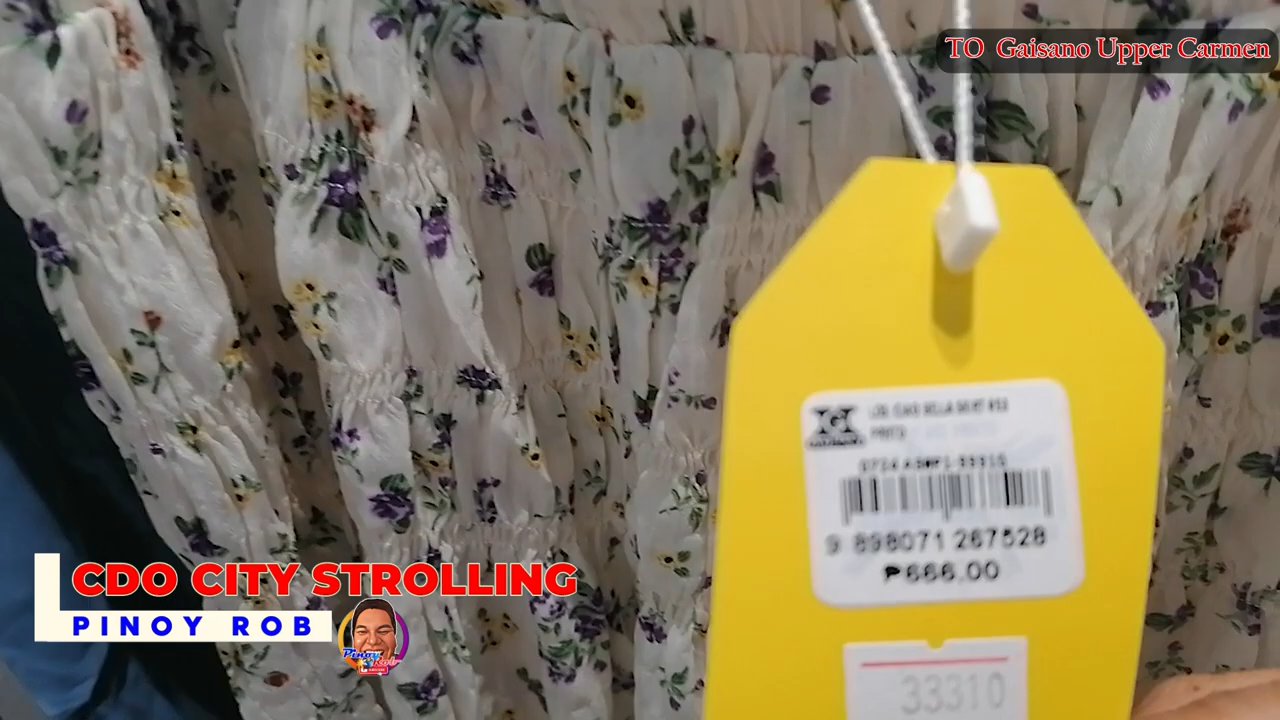 TO Gaisano Upper Carmen
9 898071 267528
₱666.00
33310
CDO CITY STROLLING
PINOY ROB